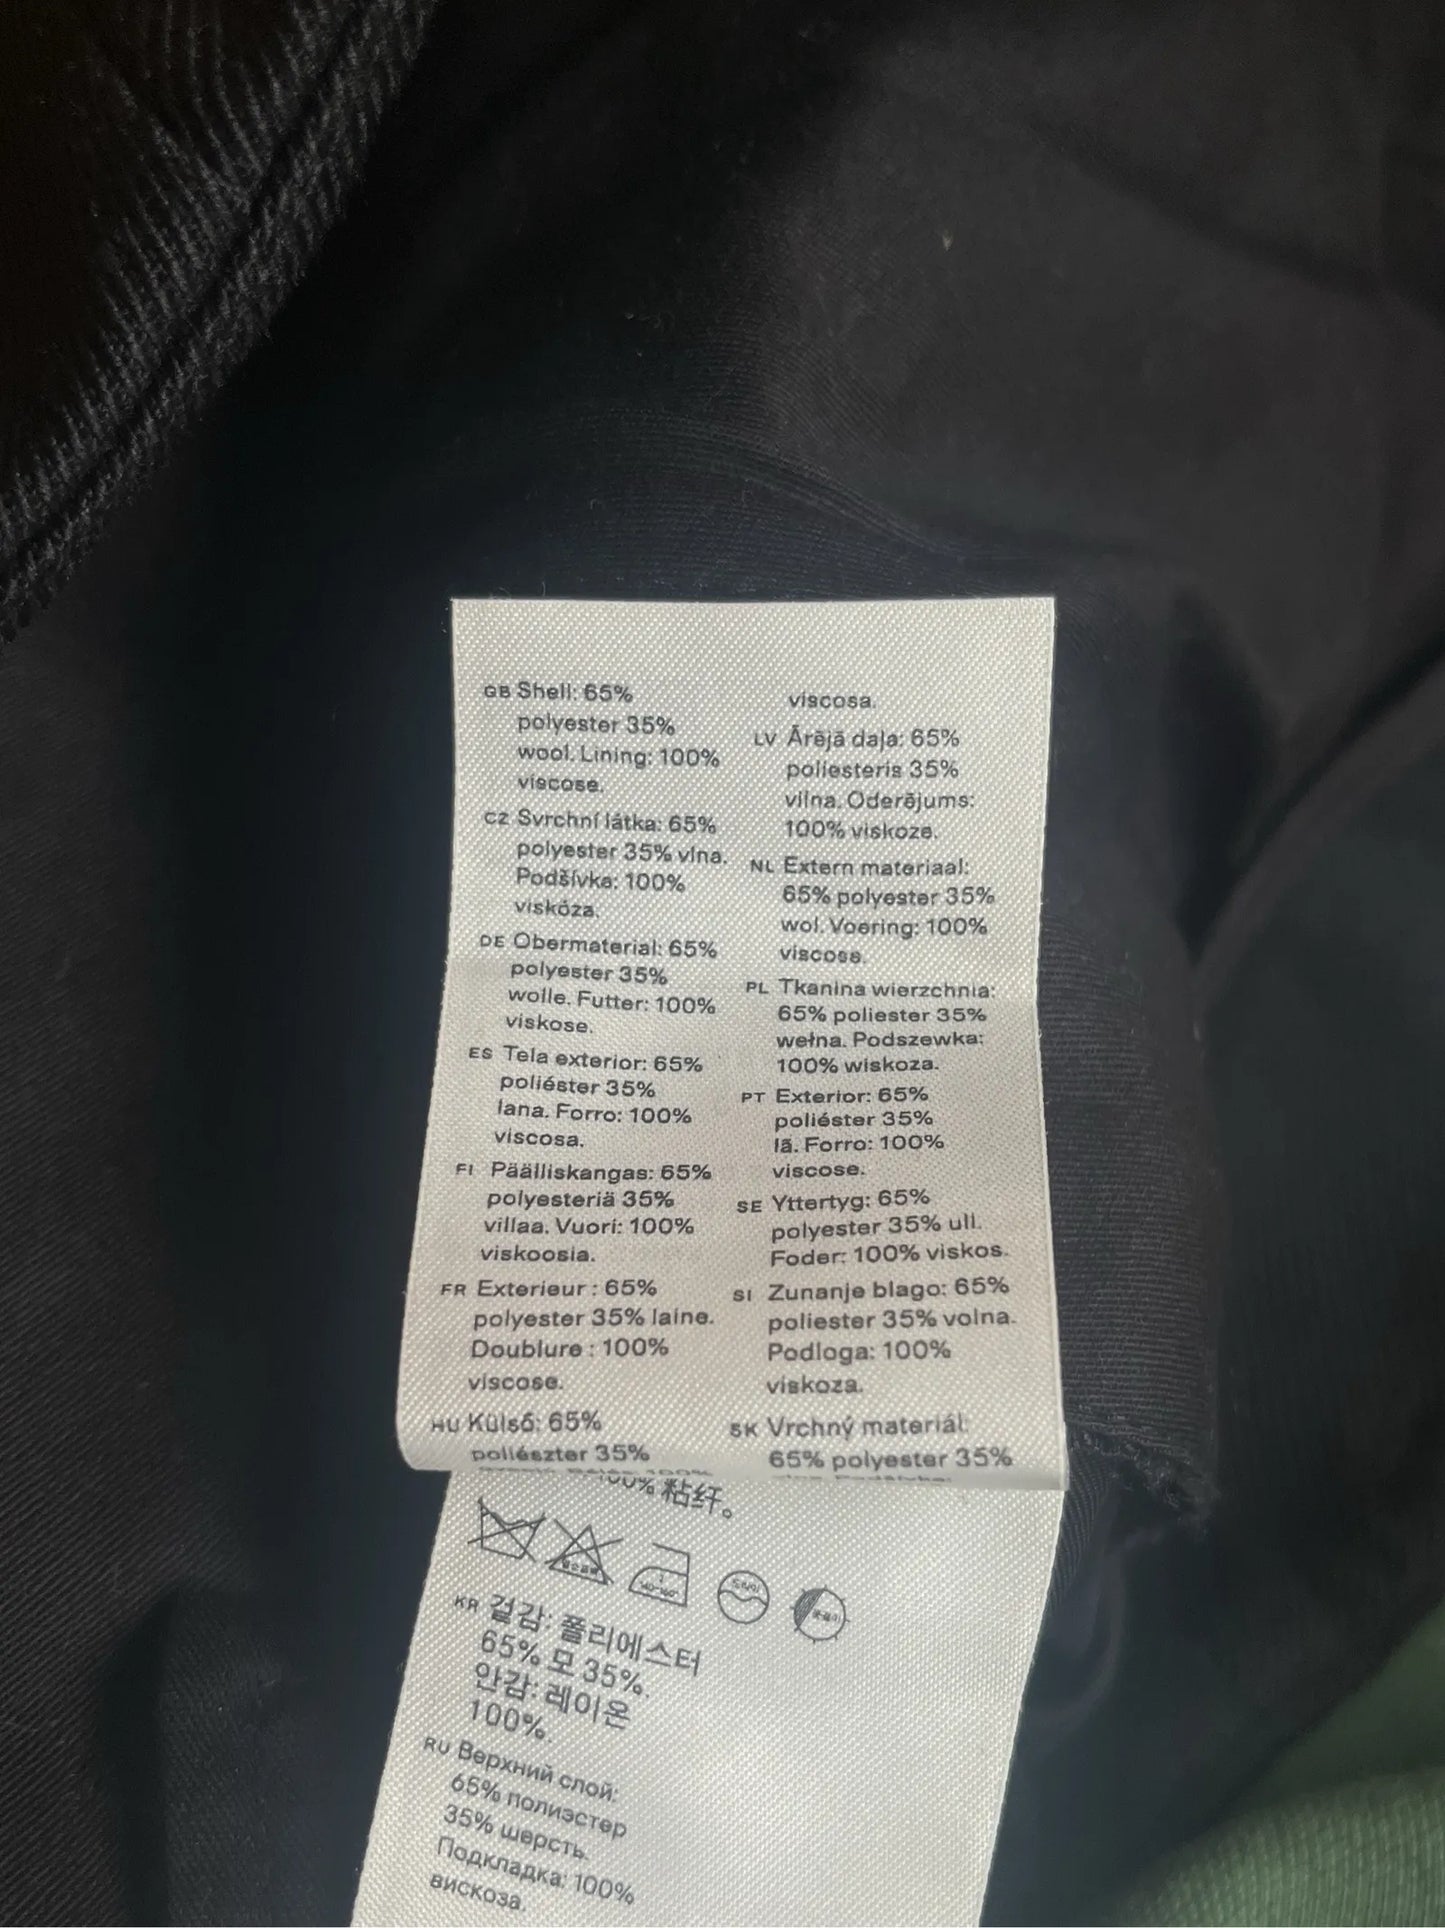 GB Shell: 65%
polyester 35%
wool. Lining: 100%
viscose.
CZ Svrchní látka: 65%
polyester 35% vlna.
Podšívka: 100%
viskóza.
DE Obermaterial: 65%
polyester 35%
wolle. Futter: 100%
viskose.
ES Tela exterior: 65%
poliéster 35%
lana. Forro: 100%
viscosa.
FI Päälliskangas: 65%
polyesteriä 35%
villaa. Vuori: 100%
viskoosia.
FR Exterieur : 65%
polyester 35% laine.
Doublure : 100%
viscose.
HU Külső: 65%
poliészter 35%
viscosa.
LV Ārējā daļa: 65%
poliesteris 35%
vilna. Oderējums:
100% viskoze.
NL Extern materiaal:
65% polyester 35%
wol. Voering: 100%
viscose.
PL Tkanina wierzchnia:
65% poliester 35%
wełna. Podszewka:
100% wiskoza.
PT Exterior: 65%
poliéster 35%
lã. Forro: 100%
viscose.
SE Yttertyg: 65%
polyester 35% ull.
Foder: 100% viskos.
SI Zunanje blago: 65%
poliester 35% volna.
Podloga: 100%
viskoza.
SK Vrchný materiál:
65% polyester 35%
100% 粘纤。
드라이
KR 겉감: 폴리에스터
65% 모 35%.
안감: 레이온
100%.
RU Верхний слой:
65% полиэстер
35% шерсть.
Подкладка: 100%
вискоза.